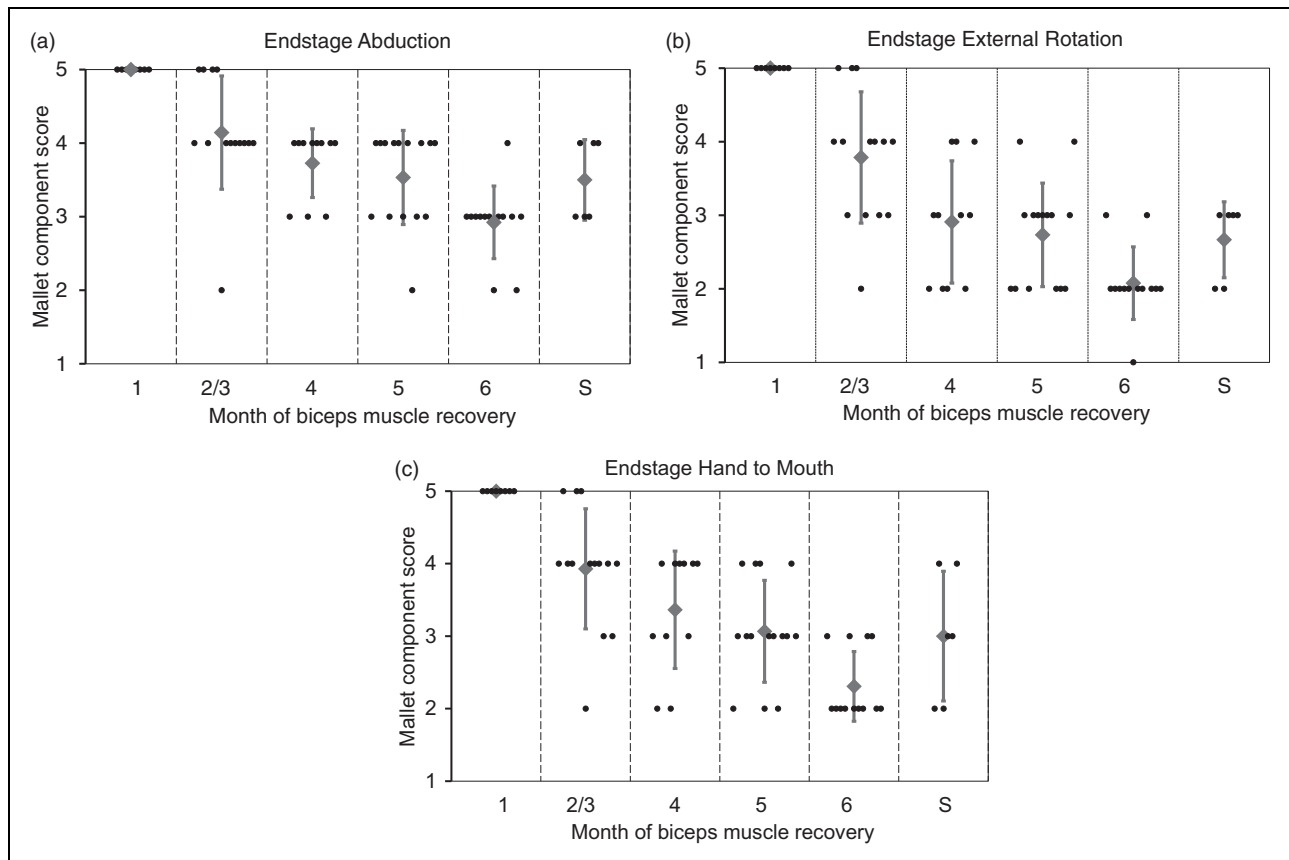 (a)
Endstage Abduction
Mallet component score
5
4
3
2
1
1 2/3 4 5 6 S
Month of biceps muscle recovery
(b)
Endstage External Rotation
Mallet component score
5
4
3
2
1
1 2/3 4 5 6 S
Month of biceps muscle recovery
(c)
Endstage Hand to Mouth
Mallet component score
5
4
3
2
1
1 2/3 4 5 6 S
Month of biceps muscle recovery